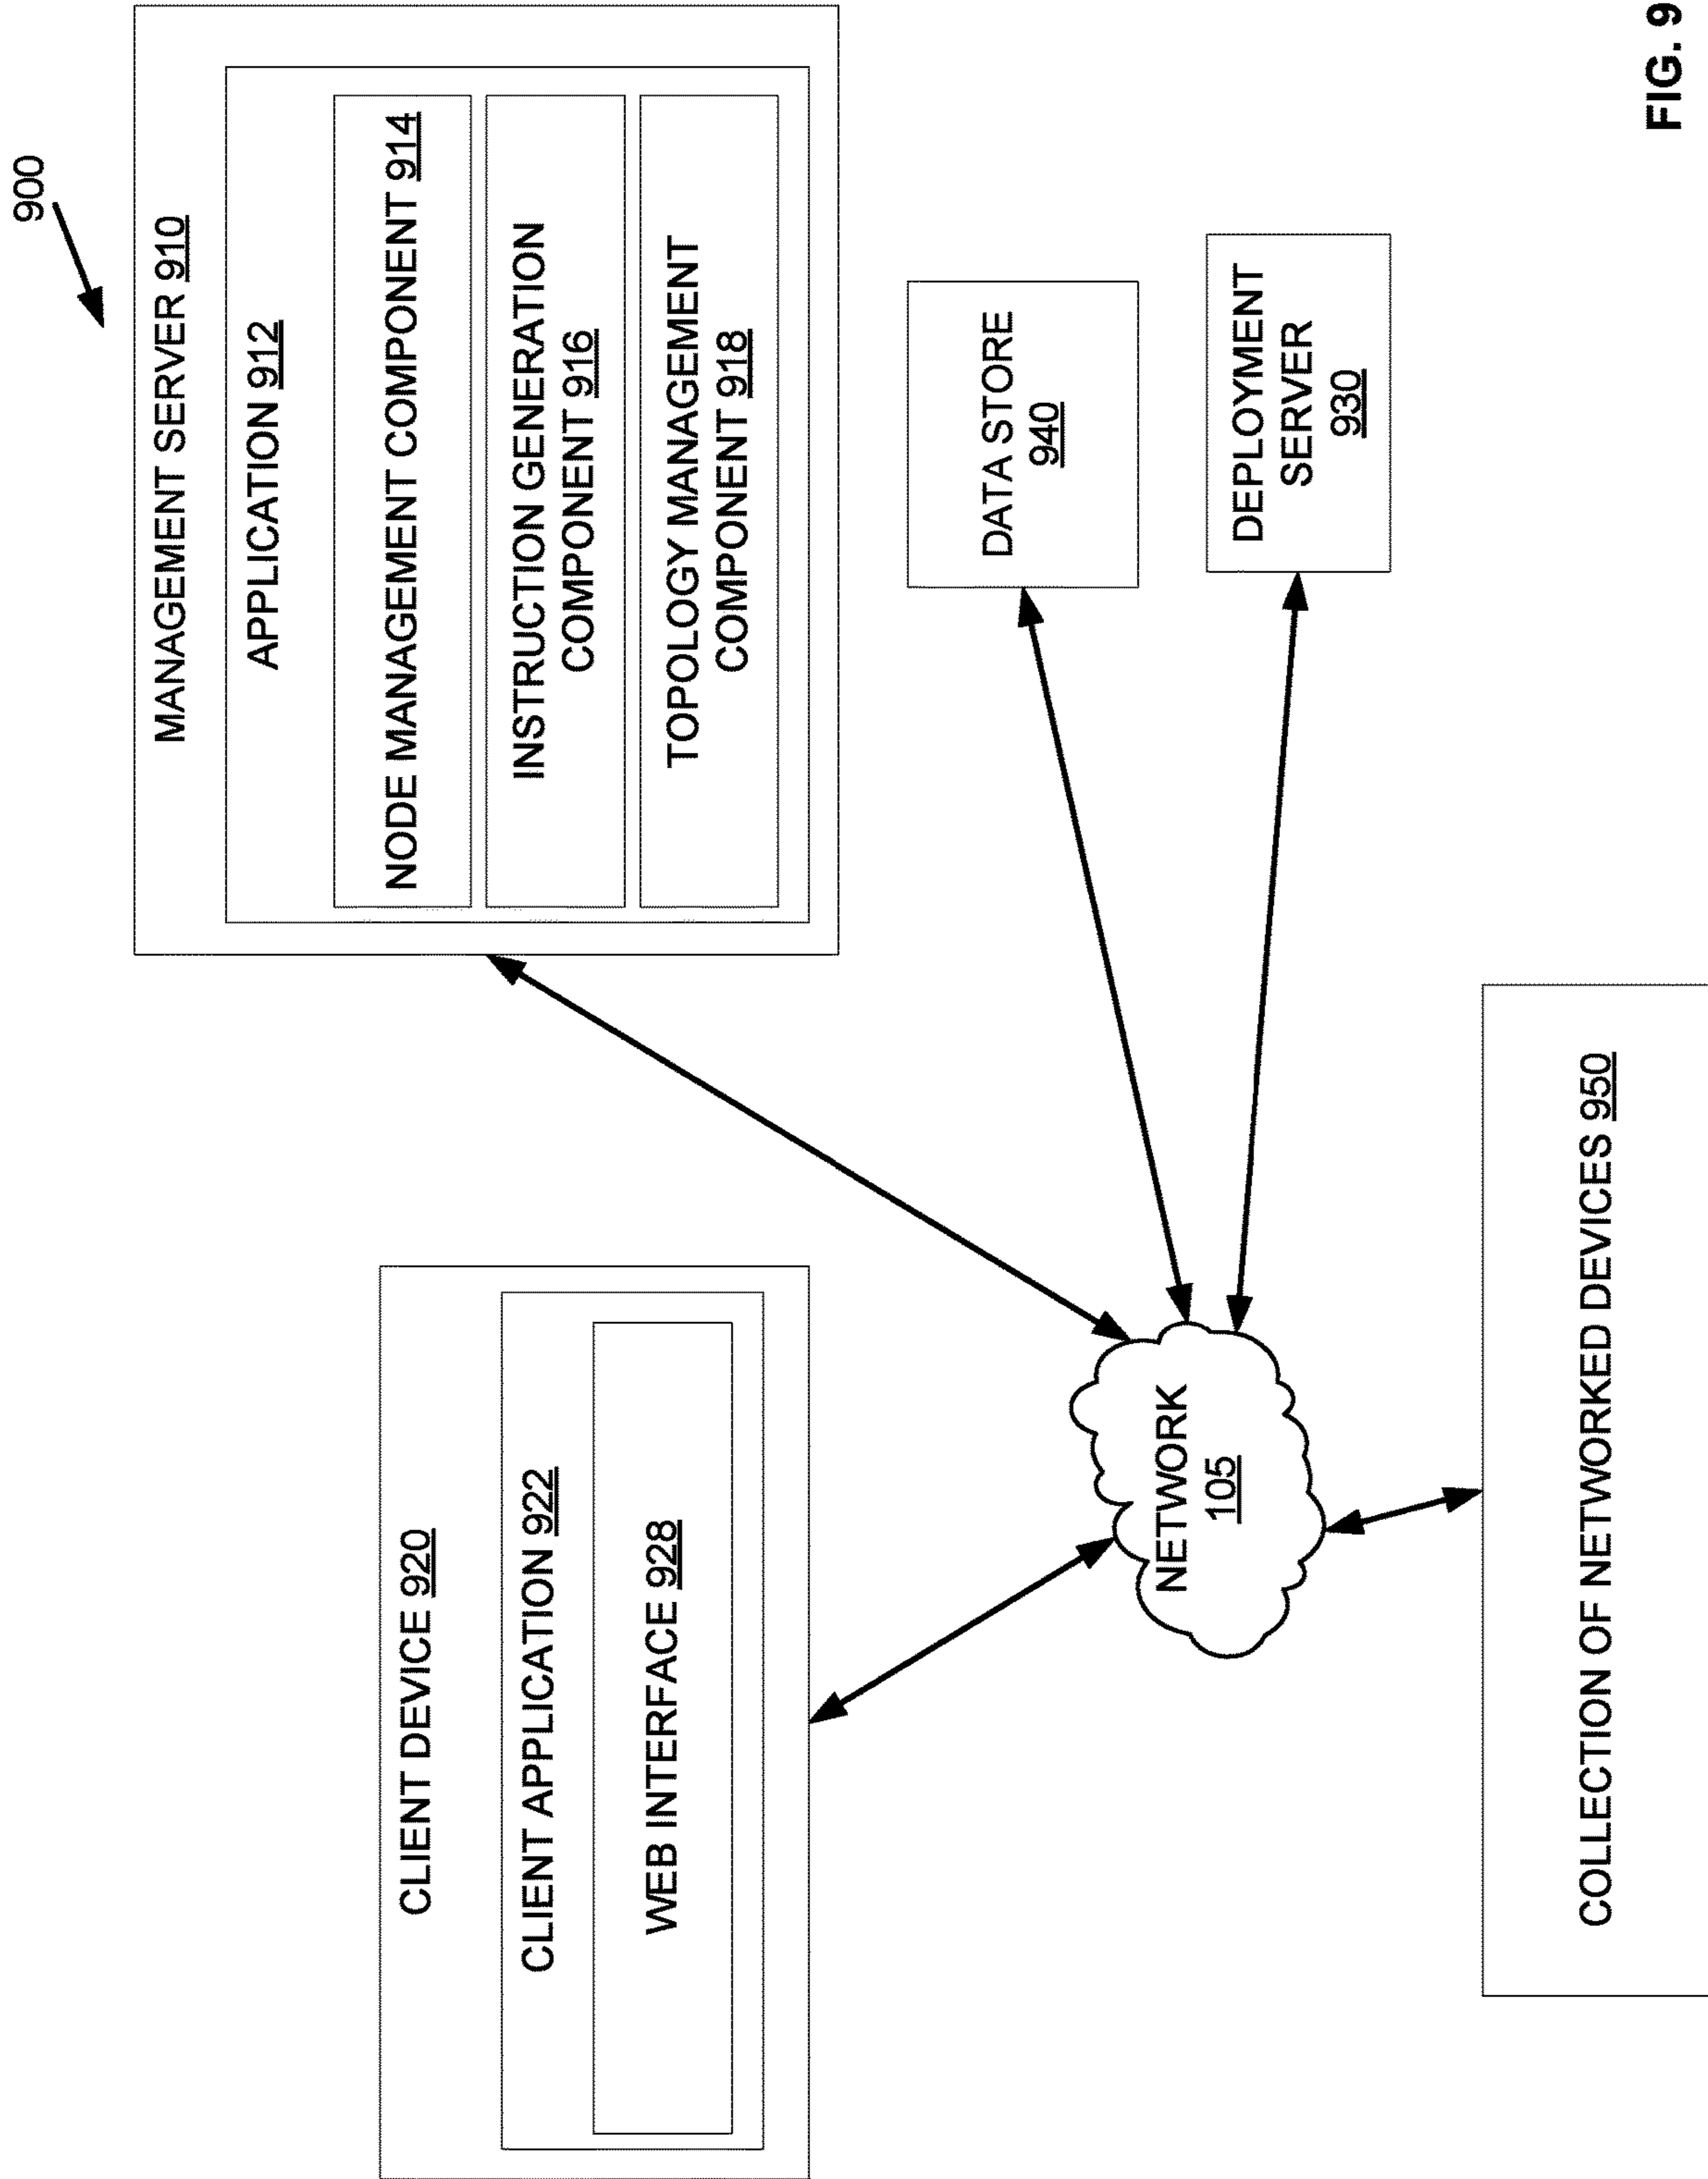 900
CLIENT DEVICE 920
CLIENT APPLICATION 922
WEB INTERFACE 928
MANAGEMENT SERVER 910
APPLICATION 912
NODE MANAGEMENT COMPONENT 914
INSTRUCTION GENERATION
COMPONENT 916
TOPOLOGY MANAGEMENT
COMPONENT 918
NETWORK
105
DATA STORE
940
DEPLOYMENT
SERVER
930
COLLECTION OF NETWORKED DEVICES 950
FIG. 9